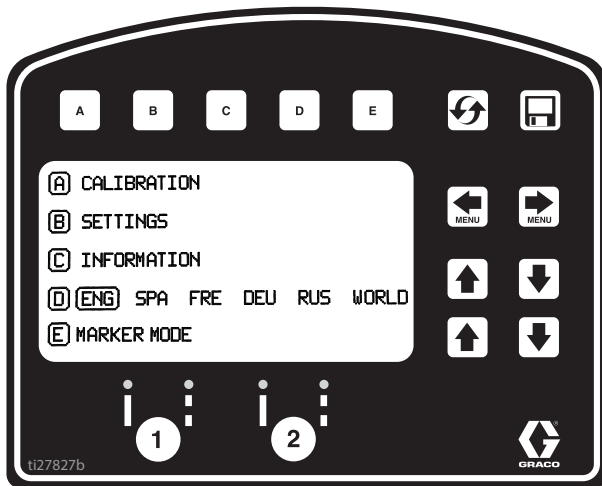 A B C D E
MENU MENU
A CALIBRATION
B SETTINGS
C INFORMATION
D ENG SPA FRE DEU RUS WORLD
E MARKER MODE
1 2
ti27827b
GRACO